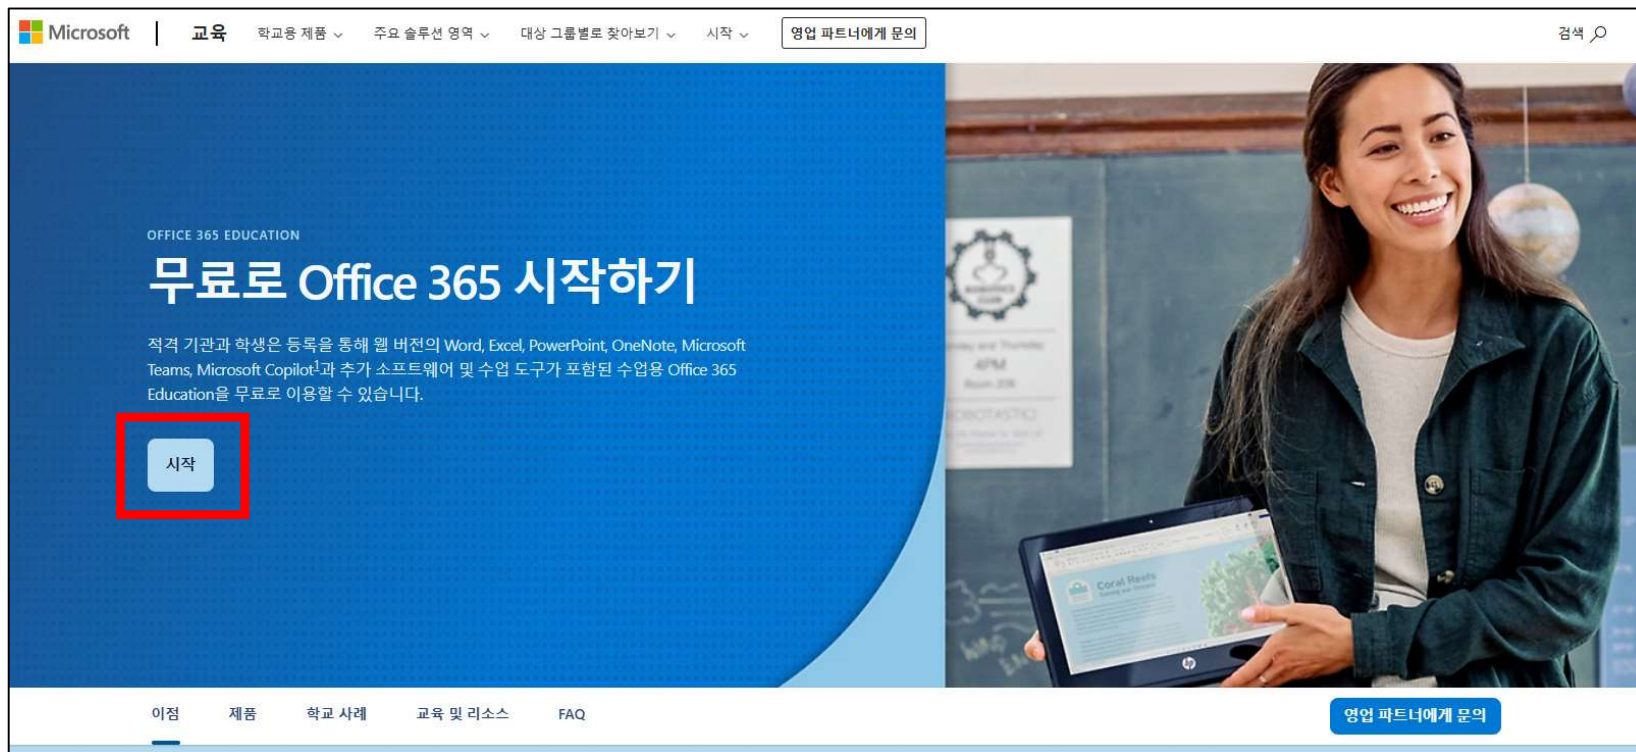 Microsoft
교육
학교용 제품
주요 솔루션 영역
대상 그룹별로 찾아보기
시작
영업 파트너에게 문의
검색
OFFICE 365 EDUCATION
무료로 Office 365 시작하기
적격 기관과 학생은 등록을 통해 웹 버전의 Word, Excel, PowerPoint, OneNote, Microsoft
Teams, Microsoft Copilot1과 추가 소프트웨어 및 수업 도구가 포함된 수업용 Office 365
Education을 무료로 이용할 수 있습니다.
시작
4PM
Room 208
Coral Reefs
hp
이점
제품
학교 사례
교육 및 리소스
FAQ
영업 파트너에게 문의